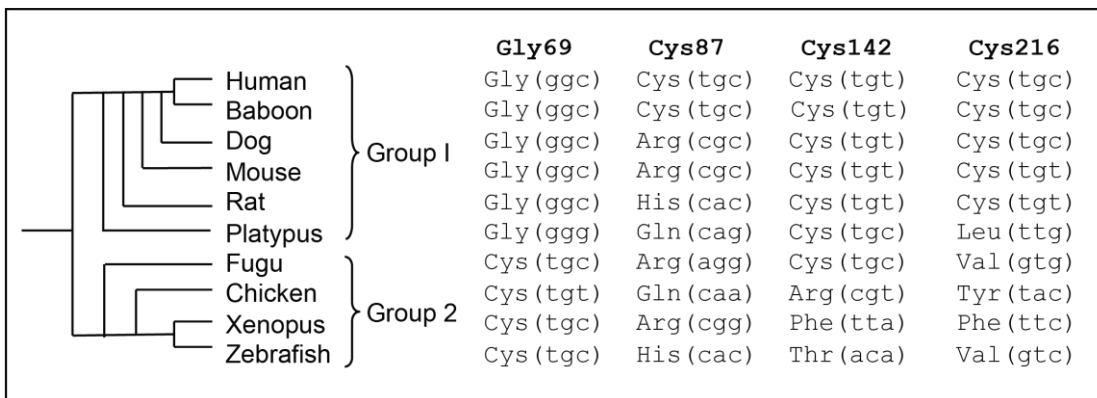 Gly69 Cys87 Cys142 Cys216
Human Gly(ggc) Cys(tgc) Cys(tgt) Cys(tgc)
Baboon Gly(ggc) Cys(tgc) Cys(tgt) Cys(tgc)
Dog Gly(ggc) Arg(cgc) Cys(tgt) Cys(tgc)
Group I
Mouse Gly(ggc) Arg(cgc) Cys(tgt) Cys(tgt)
Rat Gly(ggc) His(cac) Cys(tgt) Cys(tgt)
Platypus Gly(ggg) Gln(cag) Cys(tgc) Leu(ttg)
Fugu Cys(tgc) Arg(agg) Cys(tgc) Val(gtg)
Chicken Cys(tgt) Gln(caa) Arg(cgt) Tyr(tac)
Group 2
Xenopus Cys(tgc) Arg(cgg) Phe(tta) Phe(ttc)
Zebrafish Cys(tgc) His(cac) Thr(aca) Val(gtc)